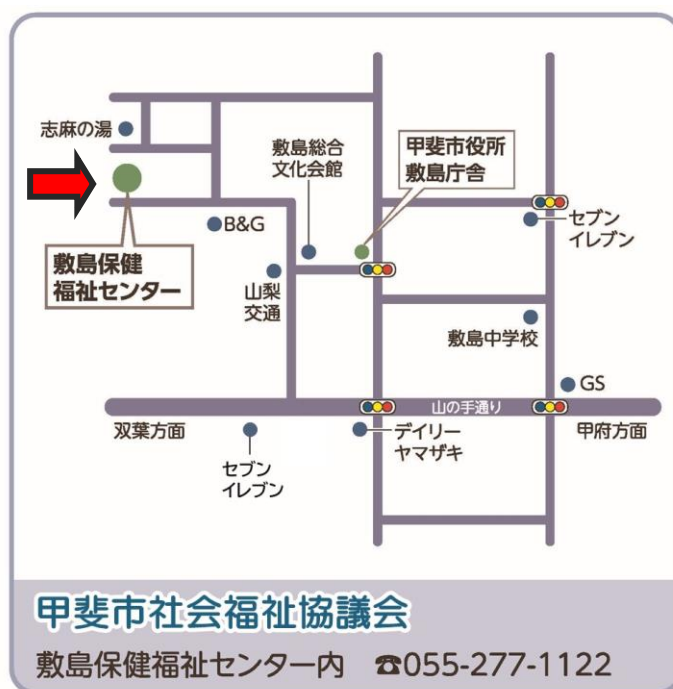 志麻の湯
敷島総合
文化会館
甲斐市役所
敷島庁舎
セブン
イレブン
B&G
敷島保健
福祉センター
山梨
交通
敷島中学校
GS
山の手通り
双葉方面
甲府方面
デイリー
ヤマザキ
セブン
イレブン
甲斐市社会福祉協議会
敷島保健福祉センター内 ☎055-277-1122